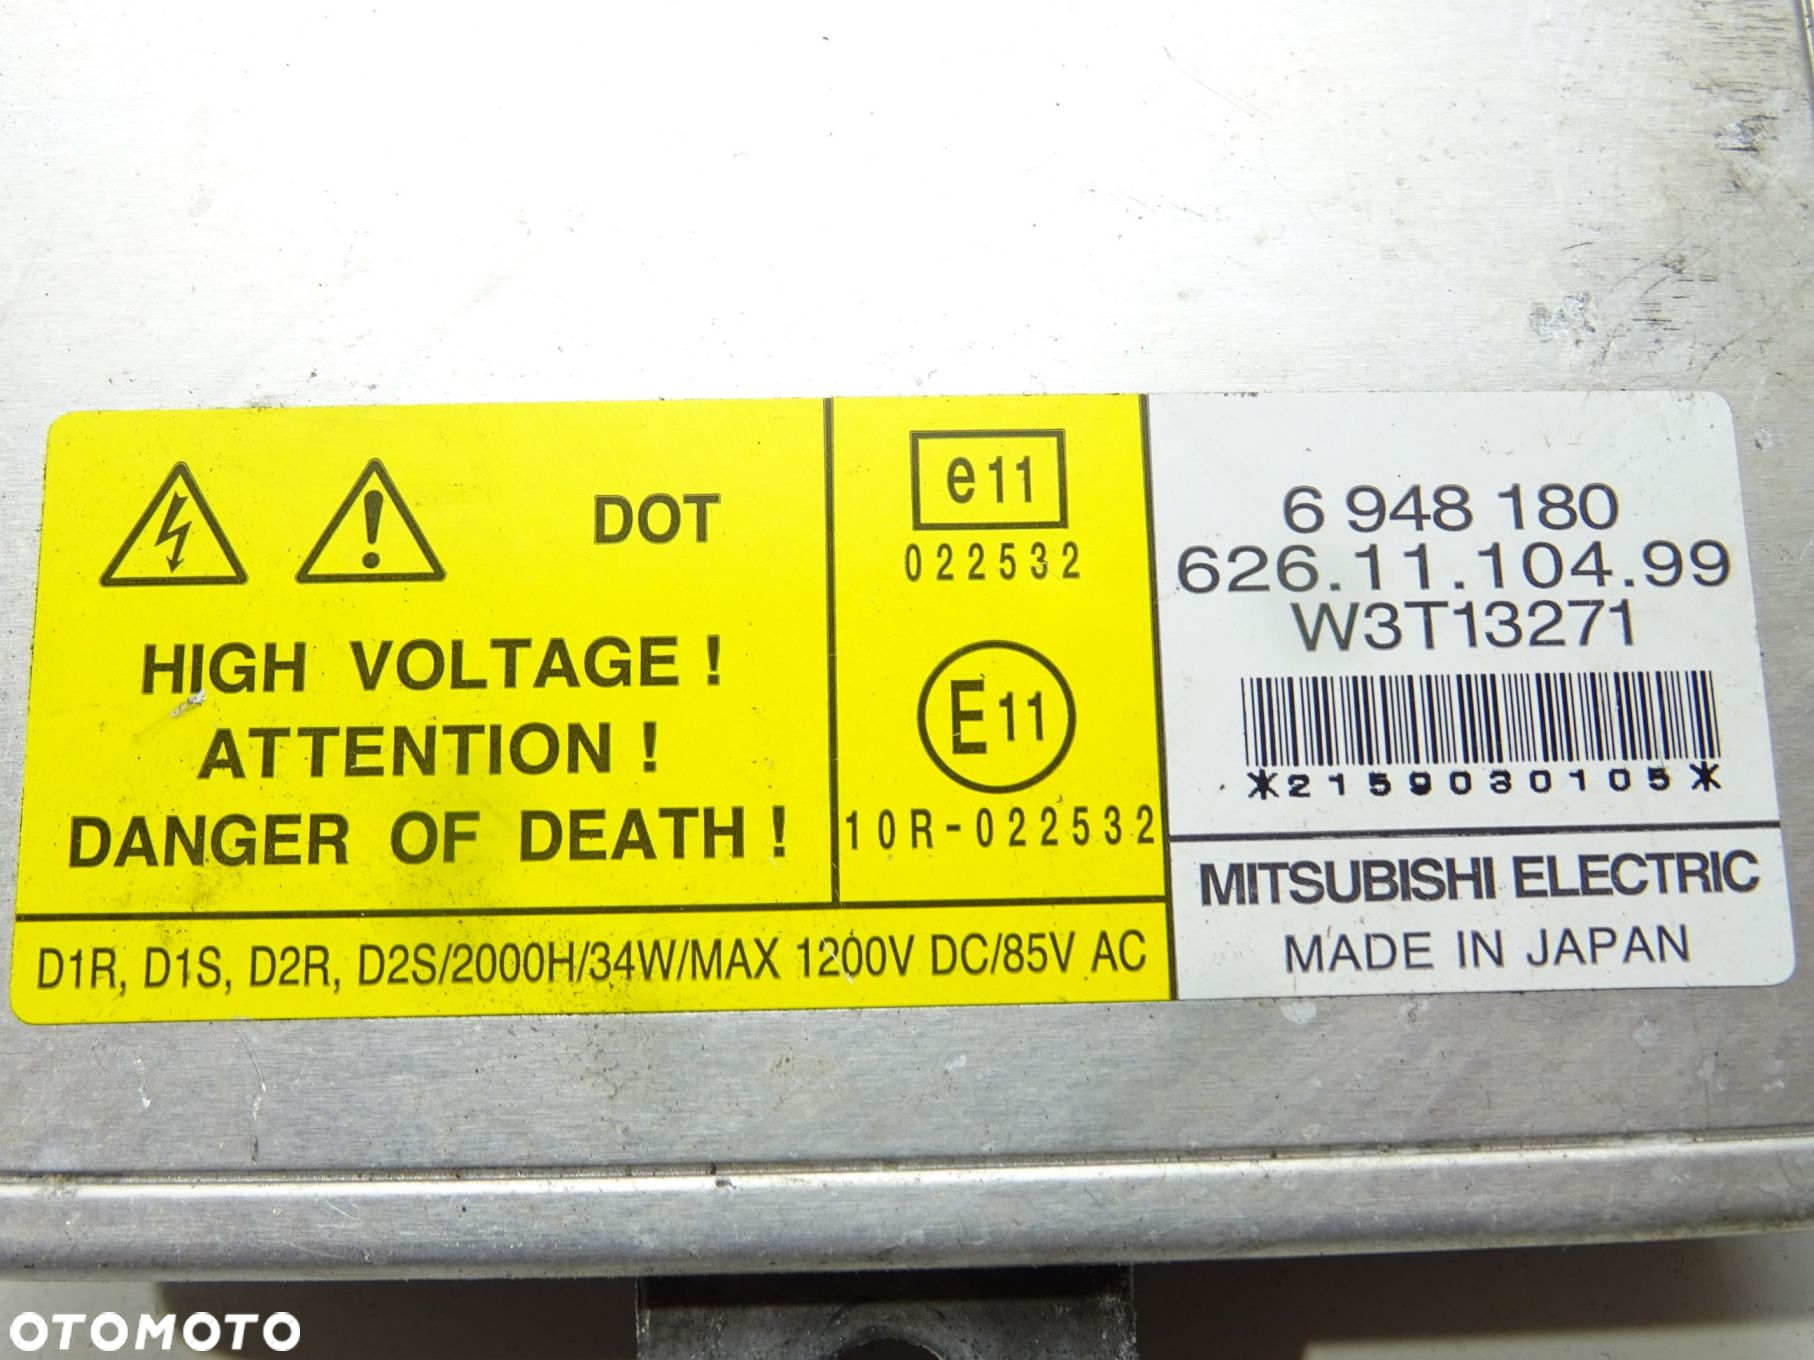 DOT
HIGH VOLTAGE !
ATTENTION !
DANGER OF DEATH !
e11
022532
E11
10R-022532
D1R, D1S, D2R, D2S/2000H/34W/MAX 1200V DC/85V AC
6 948 180
626.11.104.99
W3T13271
*2159030105*
MITSUBISHI ELECTRIC
MADE IN JAPAN
OTOMOTO